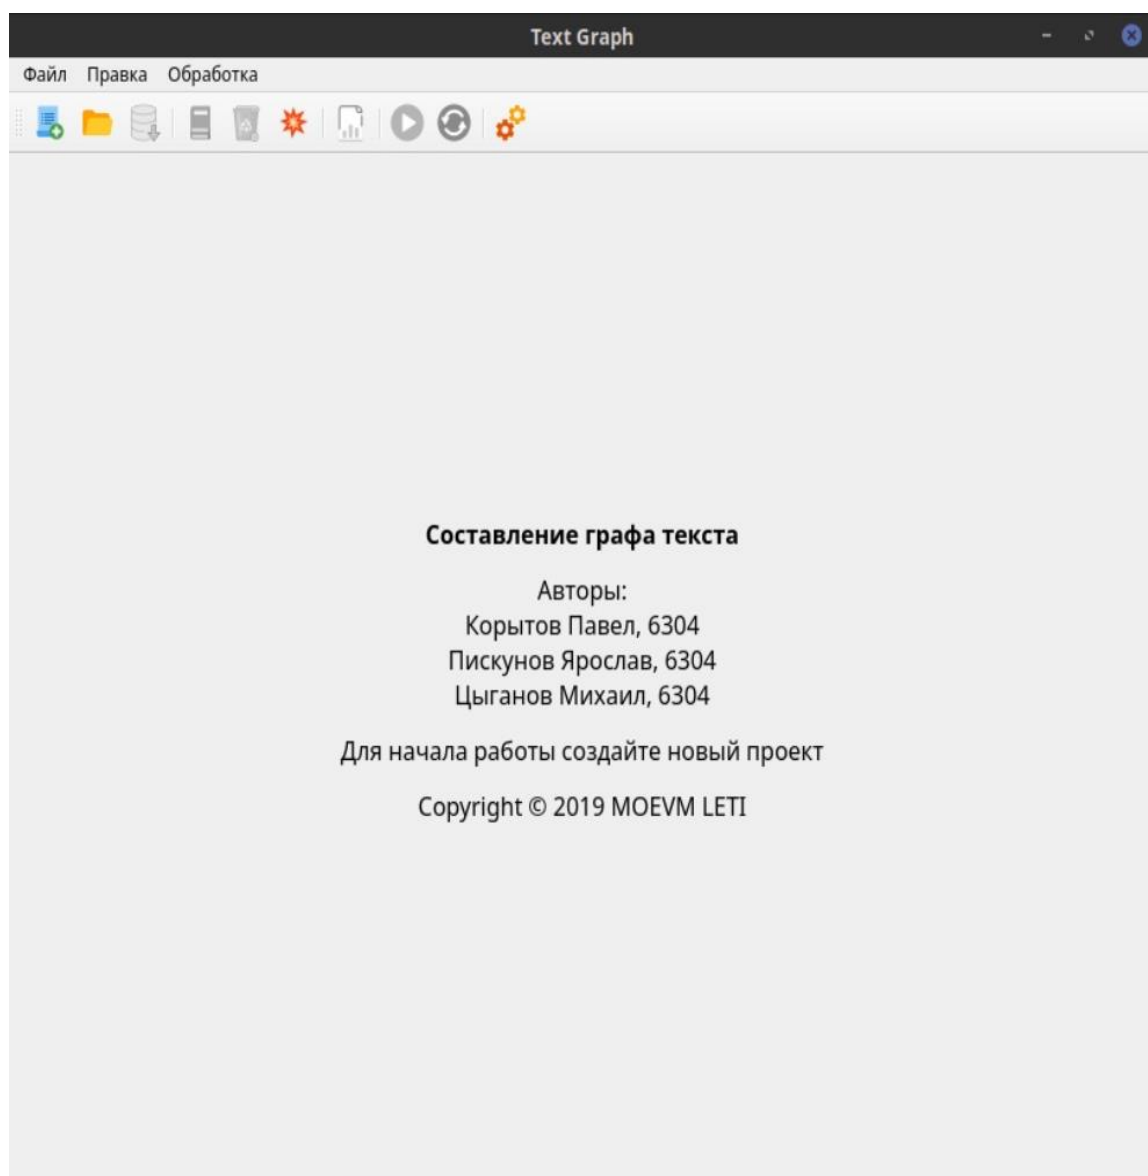 Text Graph
Файл Правка Обработка
Составление графа текста
Авторы:
Корытов Павел, 6304
Пискунов Ярослав, 6304
Цыганов Михаил, 6304
Для начала работы создайте новый проект
Copyright © 2019 MOEVM LETI